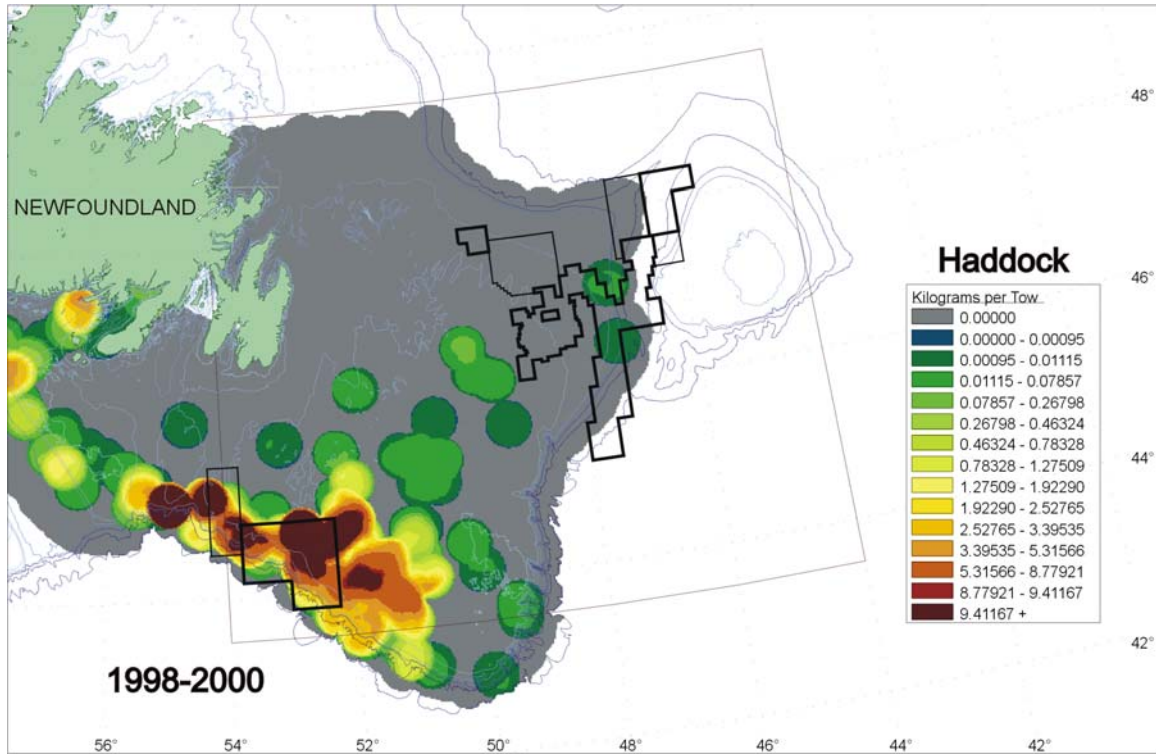 48°
NEWFOUNDLAND
46°
Haddock
Kilograms per Tow
0.00000
0.00000 - 0.00095
0.00095 - 0.01115
0.01115 - 0.07857
0.07857 - 0.26798
0.26798 - 0.46324
0.46324 - 0.78328
0.78328 - 1.27509
1.27509 - 1.92290
1.92290 - 2.52765
2.52765 - 3.39535
3.39535 - 5.31566
5.31566 - 8.77921
8.77921 - 9.41167
9.41167 +
44°
42°
1998-2000
56° 54° 52° 50° 48° 46° 44° 42°